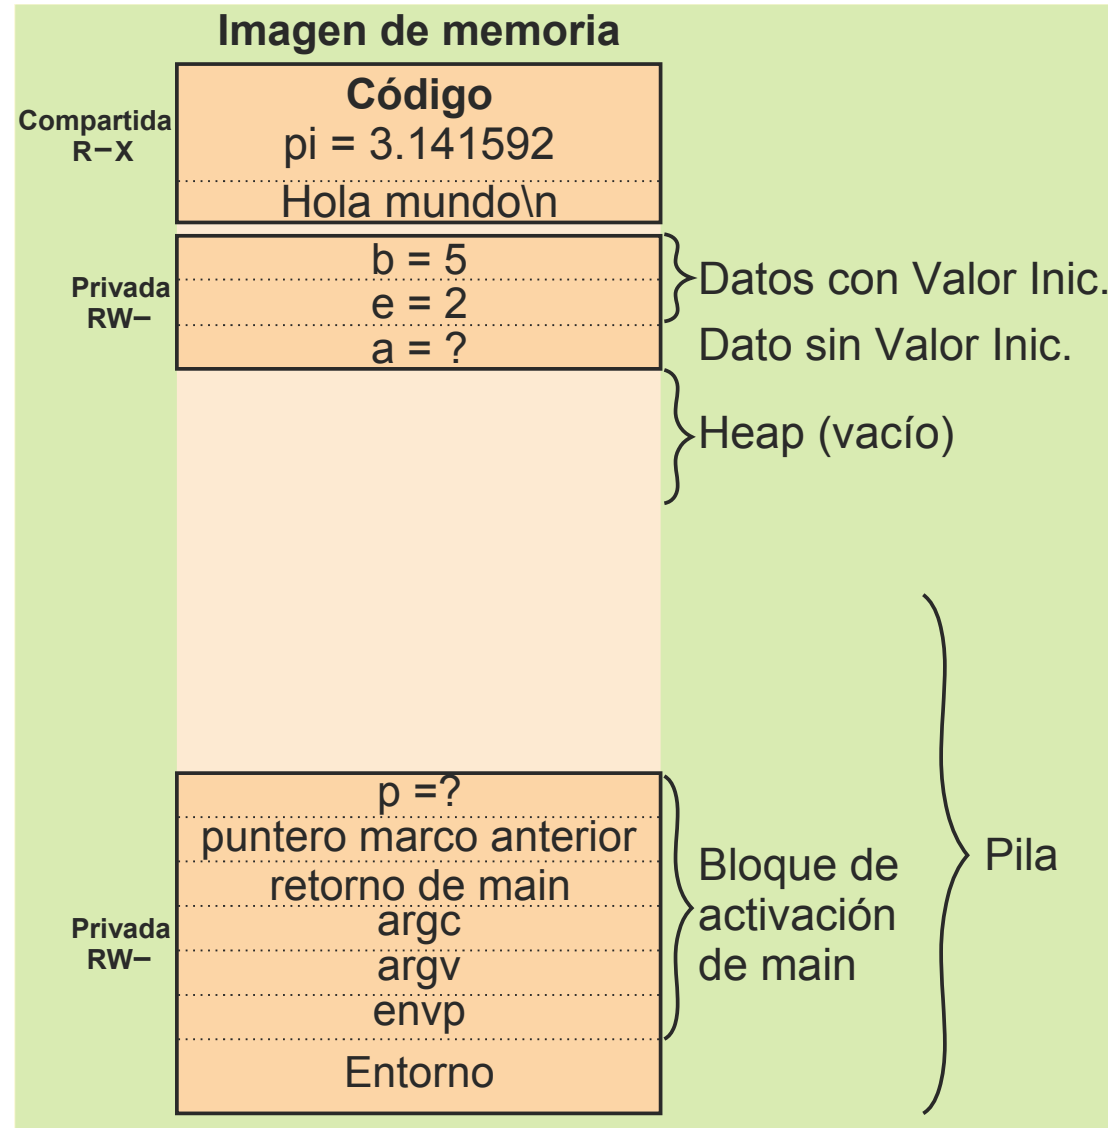 Imagen de memoria
Compartida
R–X
Código
pi = 3.141592
Hola mundo\n
Privada
RW–
b = 5
e = 2
a = ?
Datos con Valor Inic.
Dato sin Valor Inic.
Heap (vacío)
Privada
RW–
p =?
puntero marco anterior
retorno de main
argc
argv
envp
Entorno
Bloque de
activación
de main
Pila